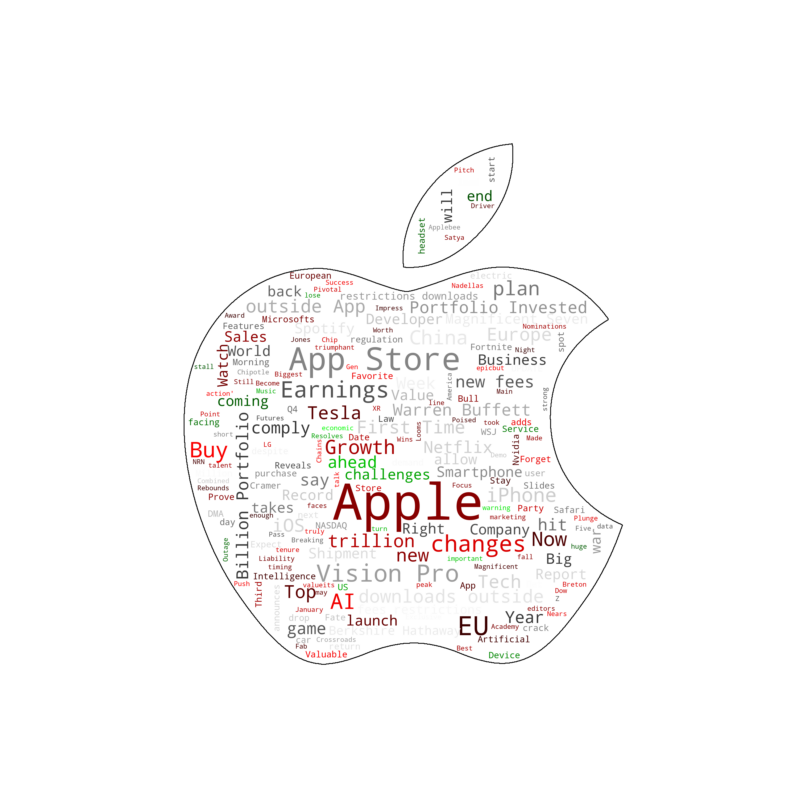 Pitch
start
will
end
Driver
headset
Applebee
Satya
European
electric
Success
Nadellas
Pivotal
back
lose
restrictions downloads
plan
outside App
Impress
Portfolio Invested
Award
Microsofts
Developer
Magnificent Seven
Features
Spotify
Worth
Nominations
Sales
Jones
Chip
regulation
China
Europe
spot
World
triumphant
Fortnite
Night
Morning
App Store
Business
stall
Watch
Chipotle
Gen
epicbut
Biggest
Favorite
Week
America
new fees
Still
Become
Earnings
Value
Main
action'
Music
line
Bull
strong
coming
Q4
XR
Warren Buffett
Point
Futures
Tesla
Law
Poised
took
adds
facing
comply
economic
First Time
WSJ
Service
Five
short
Resolves
Date
Wins
Looms
Made
Buy
LG
Chains
Growth
Netflix
Nvidia
despite
Demo
NRN
talent
ahead
allow
Forget
Cramer
Reveals
challenges
Smartphone
user
purchase
say
talk
Stay
Combined
Rebounds
Billion Portfolio
Record
Store
Apple
Focus
Slides
Prove
iPhone
takes
faces
warning
Party
Safari
DMA
enough
next
marketing
Plunge
day
iOS
NASDAQ
turn
Right
Company
hit
data
Pass
truly
war
Outage
Breaking
trillion
changes
Now
huge
Expect
tenure
Shipment
new
important
fall
Big
Liability
timing
Magnificent
Intelligence
Vision Pro
Tech
Report
Push
valueits
US
peak
App
Breton
Third
Top
may
AI
downloads outside
Dow
z
announces
January
fees restrictions
editors
Nears
drop
Fate
launch
Year
game
Berkshire Hathaway
EU
Academy
crack
car
Crossroads
Artificial
Fab
return
Best
Valuable
Device